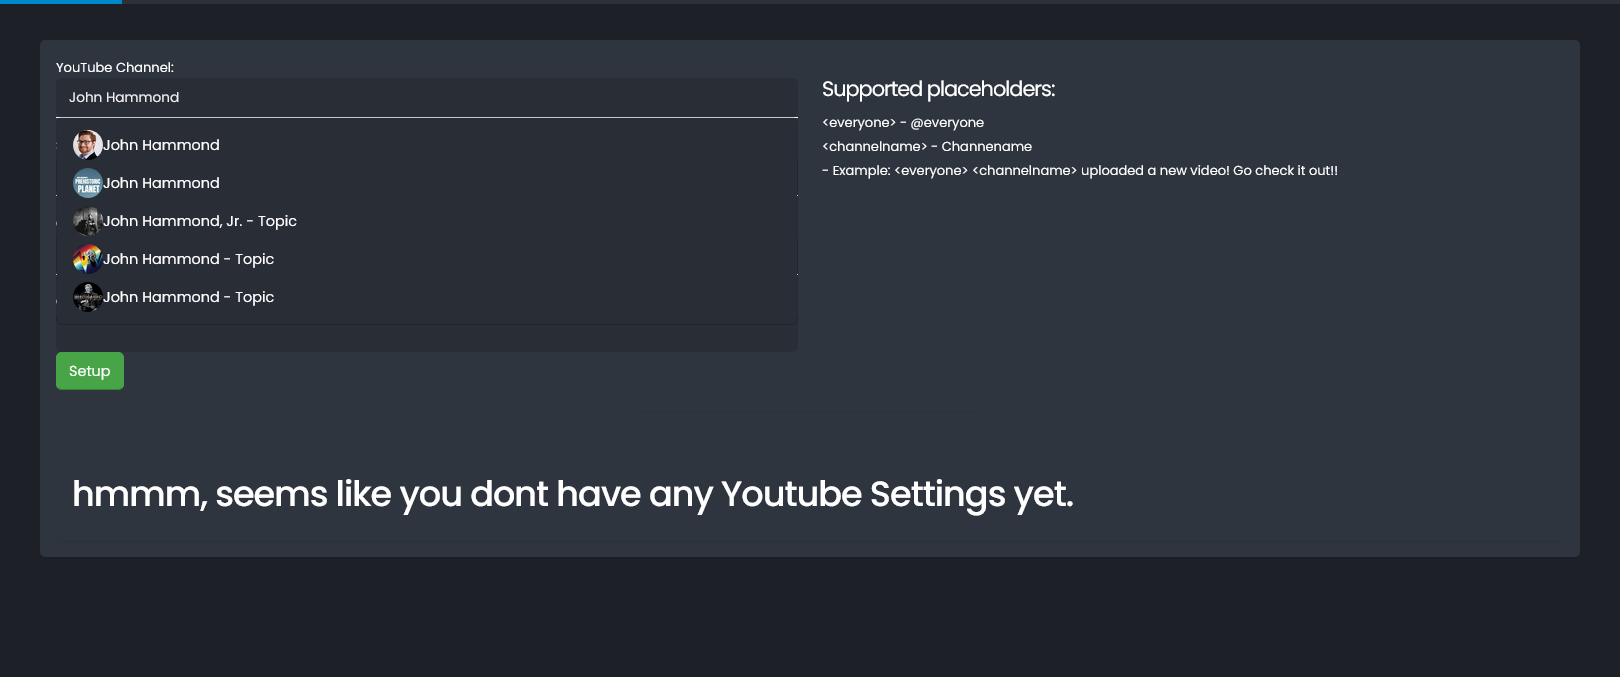 YouTube Channel:
John Hammond
John Hammond
PREHISTORIC
PLANET
John Hammond
John Hammond, Jr. - Topic
John Hammond - Topic
John Hammond - Topic
Setup
Supported placeholders:
<everyone> - @everyone
<channelname> - Channename
- Example: <everyone> <channelname> uploaded a new video! Go check it out!!
hmmm, seems like you dont have any Youtube Settings yet.